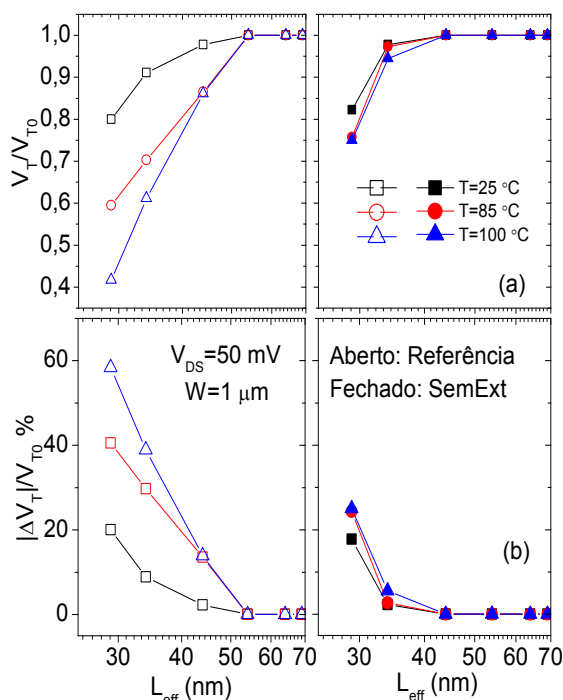 1,0
0,9
0,8
0,7
0,6
0,5
0,4
V_T/V_T0
T=25 °C
T=85 °C
T=100 °C
(a)
60
40
20
0
|ΔV_T|/V_T0 %
V_DS=50 mV
W=1 μm
Aberto: Referência
Fechado: SemExt
(b)
30 40 50 60 70
30 40 50 60 70
L_eff (nm)
L_eff (nm)